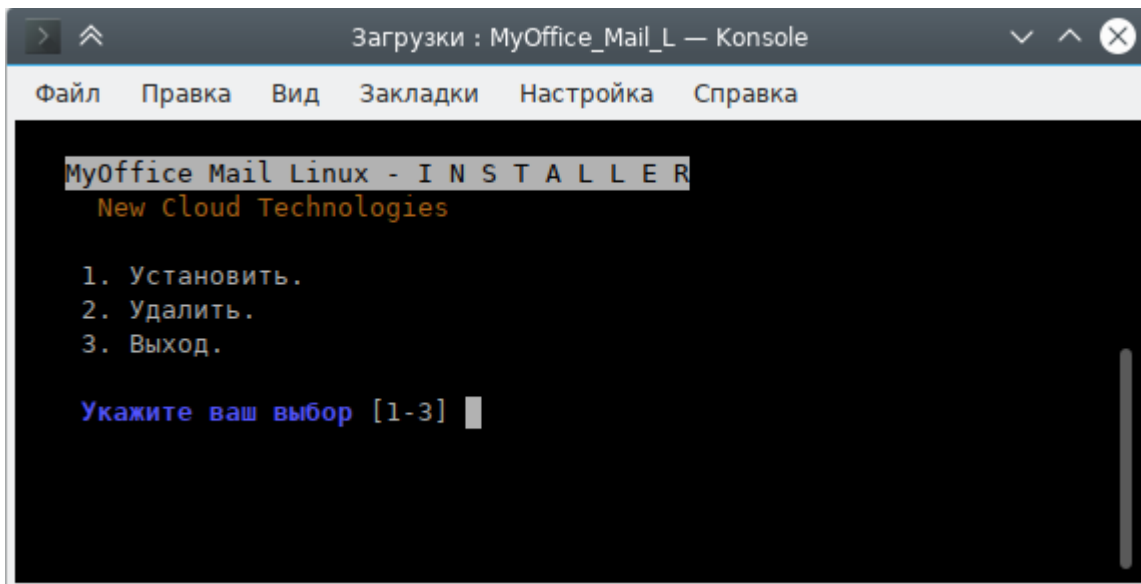 Загрузки : MyOffice_Mail_L — Konsole
Файл Правка Вид Закладки Настройка Справка
MyOffice Mail Linux - I N S T A L L E R
New Cloud Technologies
1. Установить.
2. Удалить.
3. Выход.
Укажите ваш выбор [1-3]